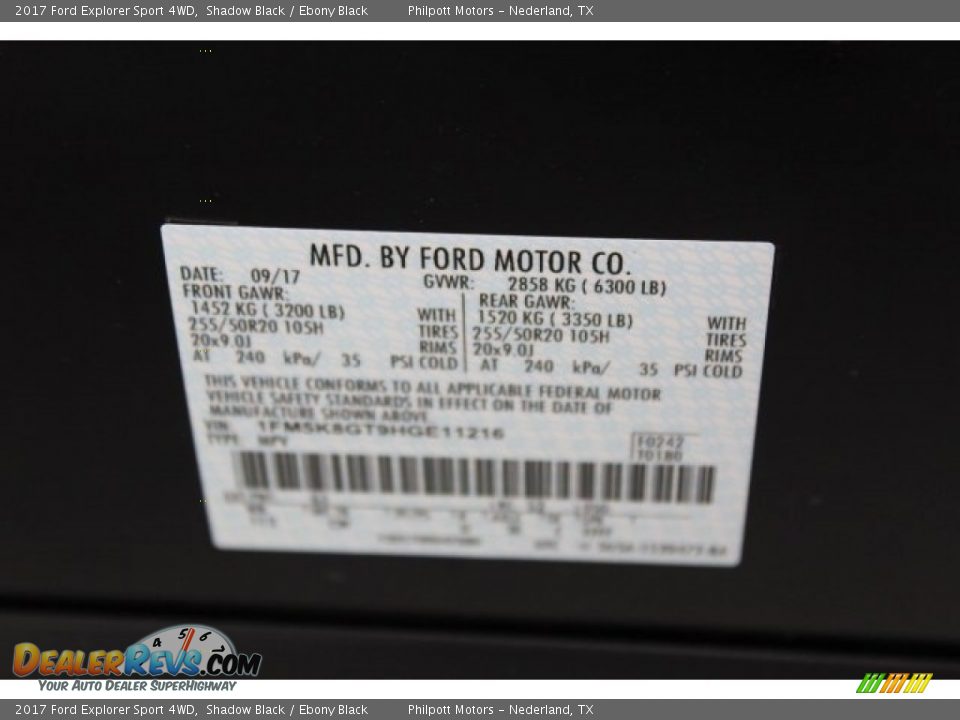 2017 Ford Explorer Sport 4WD, Shadow Black / Ebony Black Philpott Motors - Nederland, TX
MFD. BY FORD MOTOR CO.
DATE: 09/17 GVWR: 2858 KG ( 6300 LB)
FRONT GAWR: REAR GAWR:
1452 KG ( 3200 LB) WITH 1520 KG ( 3350 LB) WITH
255/50R20 105H TIRES 255/50R20 105H TIRES
20x9.0J RIMS 20x9.0J RIMS
AT 240 kPa/ 35 PSI COLD AT 240 kPa/ 35 PSI COLD
THIS VEHICLE CONFORMS TO ALL APPLICABLE FEDERAL MOTOR
VEHICLE SAFETY STANDARDS IN EFFECT ON THE DATE OF
MANUFACTURE SHOWN ABOVE
VIN: 1FM5K8GT9HGE11216
TYPE MPV
F0242
T0180
4 5 6
DEALERREVS.COM
YOUR AUTO DEALER SUPERHIGHWAY
2017 Ford Explorer Sport 4WD, Shadow Black / Ebony Black Philpott Motors - Nederland, TX